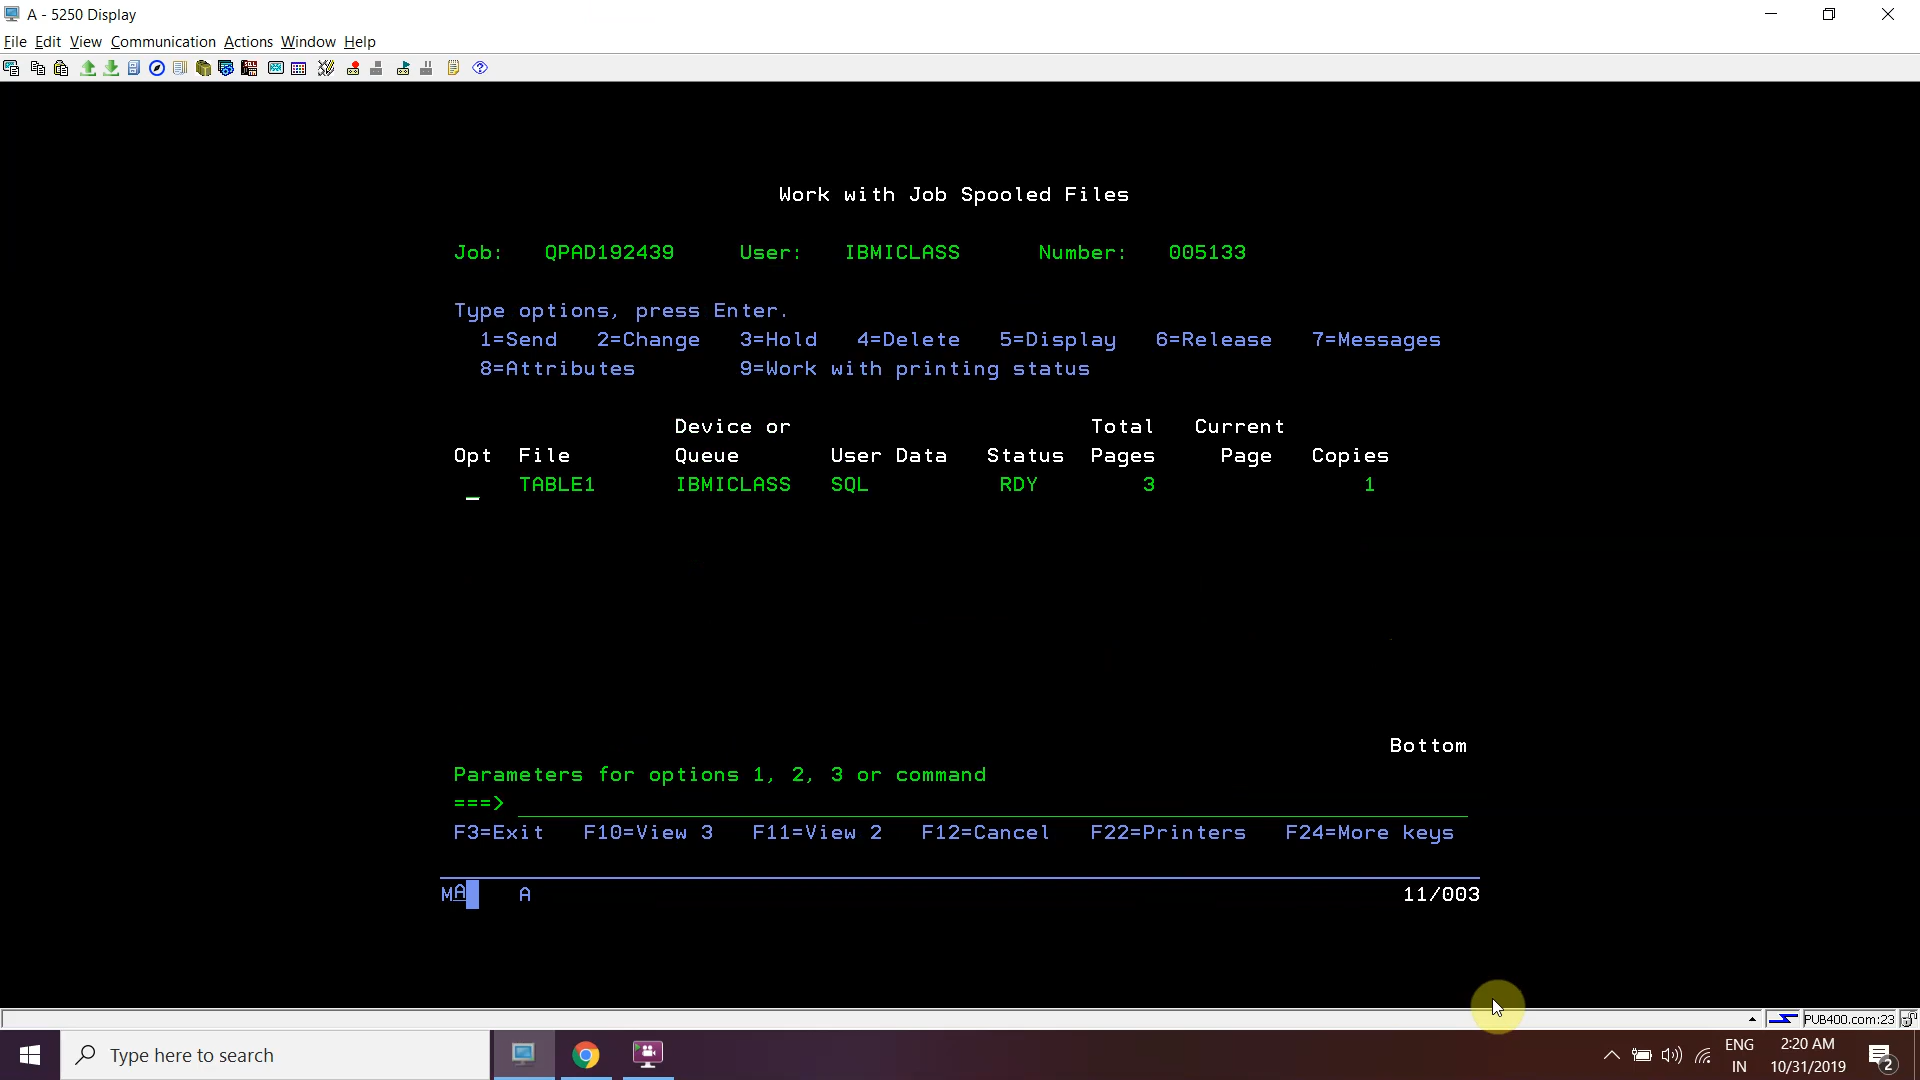 A - 5250 Display
File Edit View Communication Actions Window Help
Work with Job Spooled Files
Job: QPAD192439 User: IBMICLASS Number: 005133
Type options, press Enter.
1=Send 2=Change 3=Hold 4=Delete 5=Display 6=Release 7=Messages
8=Attributes 9=Work with printing status
Device or Total Current
Opt File Queue User Data Status Pages Page Copies
_ TABLE1 IBMICLASS SQL RDY 3 1
Bottom
Parameters for options 1, 2, 3 or command
===>
F3=Exit F10=View 3 F11=View 2 F12=Cancel F22=Printers F24=More keys
MA A 11/003
PUB400.com:23
Type here to search
ENG 2:20 AM
IN 10/31/2019 2